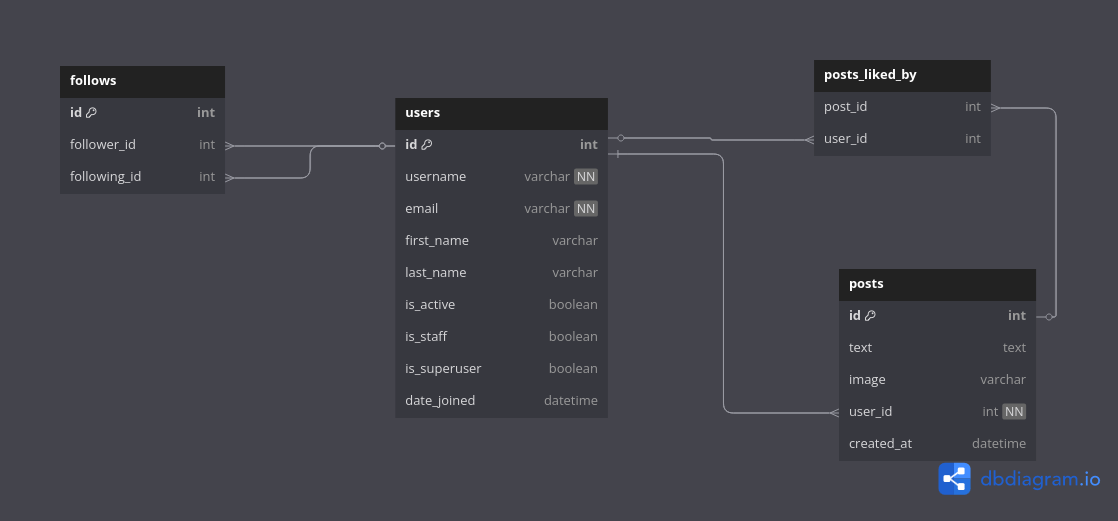 follows
id int
follower_id int
following_id int
users
id int
username varchar NN
email varchar NN
first_name varchar
last_name varchar
is_active boolean
is_staff boolean
is_superuser boolean
date_joined datetime
posts_liked_by
post_id int
user_id int
posts
id int
text text
image varchar
user_id int NN
created_at datetime
dbdiagram.io